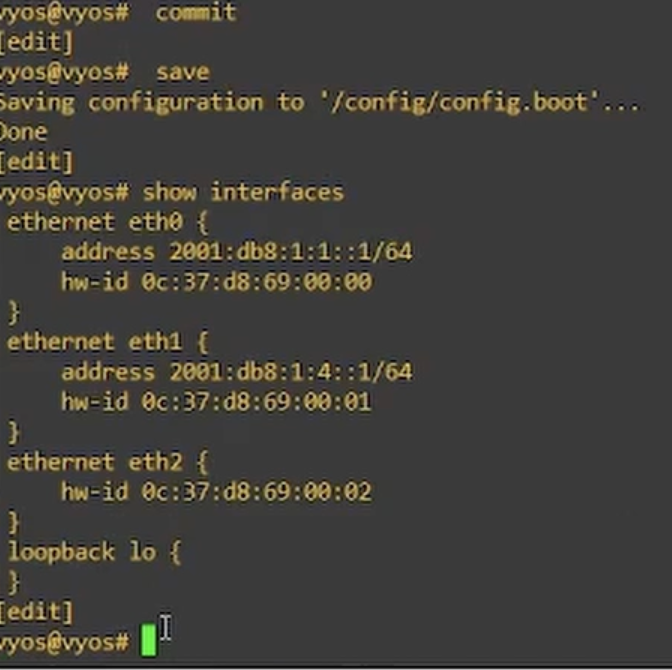 vyos@vyos#  commit
[edit]
vyos@vyos#  save
Saving configuration to '/config/config.boot'...
Done
[edit]
vyos@vyos# show interfaces
 ethernet eth0 {
     address 2001:db8:1:1::1/64
     hw-id 0c:37:d8:69:00:00
 }
 ethernet eth1 {
     address 2001:db8:1:4::1/64
     hw-id 0c:37:d8:69:00:01
 }
 ethernet eth2 {
     hw-id 0c:37:d8:69:00:02
 }
 loopback lo {
 }
[edit]
vyos@vyos#